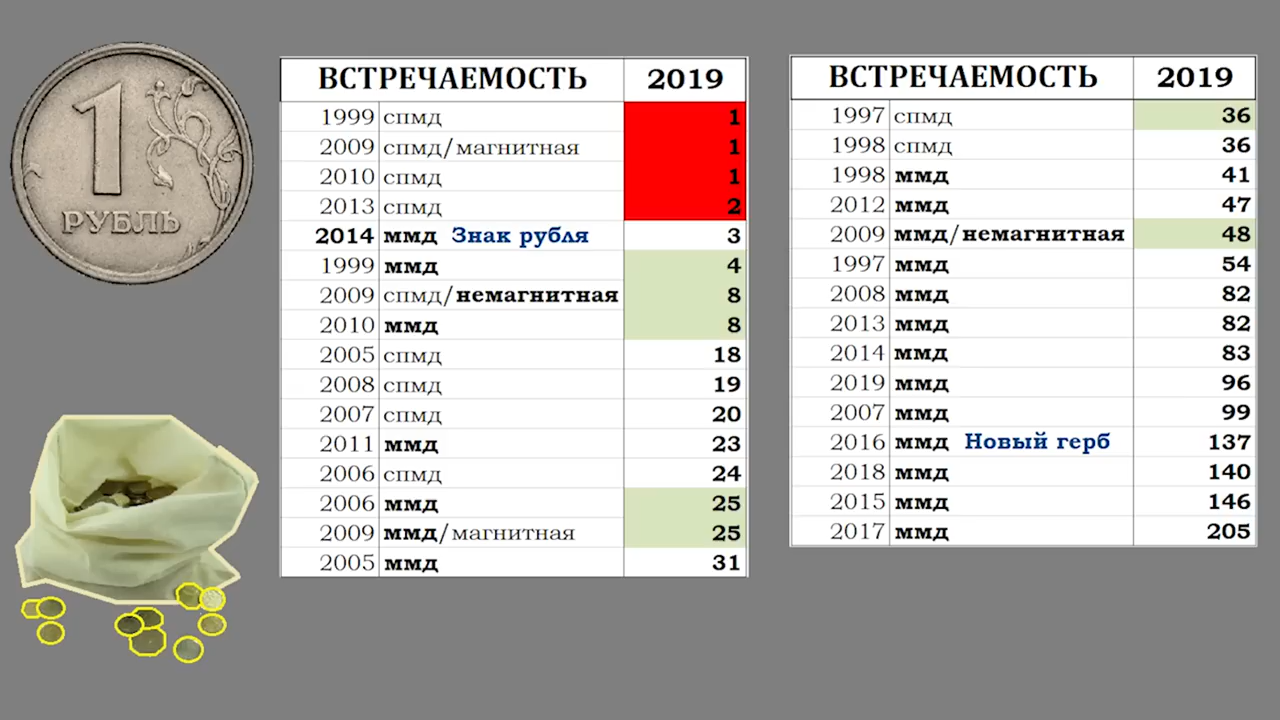 1
РУБЛЬ
ВСТРЕЧАЕМОСТЬ 2019
1999 спмд 1
2009 спмд/магнитная 1
2010 спмд 1
2013 спмд 2
2014 ммд Знак рубля 3
1999 ммд 4
2009 спмд/немагнитная 8
2010 ммд 8
2005 спмд 18
2008 спмд 19
2007 спмд 20
2011 ммд 23
2006 спмд 24
2006 ммд 25
2009 ммд/магнитная 25
2005 ммд 31
ВСТРЕЧАЕМОСТЬ 2019
1997 спмд 36
1998 спмд 36
1998 ммд 41
2012 ммд 47
2009 ммд/немагнитная 48
1997 ммд 54
2008 ммд 82
2013 ммд 82
2014 ммд 83
2019 ммд 96
2007 ммд 99
2016 ммд Новый герб 137
2018 ммд 140
2015 ммд 146
2017 ммд 205